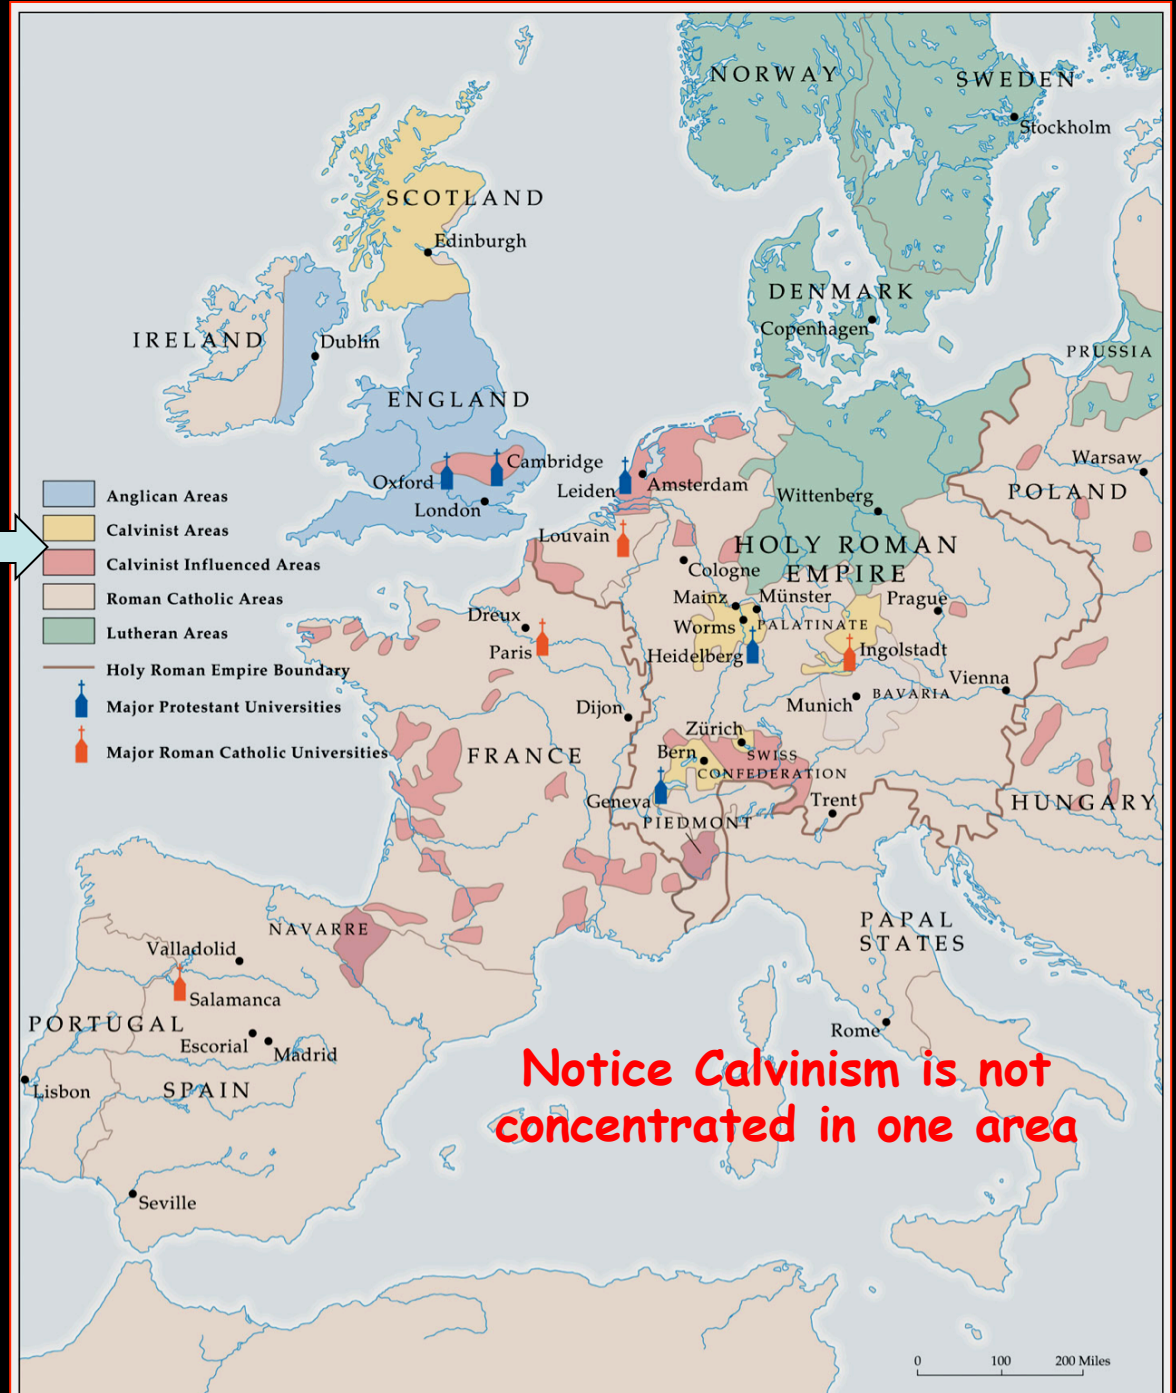 NORWAY
SWEDEN
Stockholm
SCOTLAND
Edinburgh
DENMARK
Copenhagen
IRELAND
Dublin
PRUSSIA
ENGLAND
Cambridge
Oxford
London
Leiden
Amsterdam
Wittenberg
Warsaw
POLAND
Louvain
HOLY ROMAN
EMPIRE
Cologne
Mainz
Münster
Prague
Dreux
Worms
PALATINATE
Paris
Heidelberg
Ingolstadt
Vienna
Dijon
Munich
BAVARIA
Zürich
Bern
SWISS
CONFEDERATION
FRANCE
Geneva
Trent
HUNGARY
PIEDMONT
Anglican Areas
Calvinist Areas
Calvinist Influenced Areas
Roman Catholic Areas
Lutheran Areas
Holy Roman Empire Boundary
Major Protestant Universities
Major Roman Catholic Universities
NAVARRE
PAPAL
STATES
Valladolid
Salamanca
PORTUGAL
Escorial
Madrid
Rome
Lisbon
SPAIN
Seville
Notice Calvinism is not
concentrated in one area
0 100 200 Miles